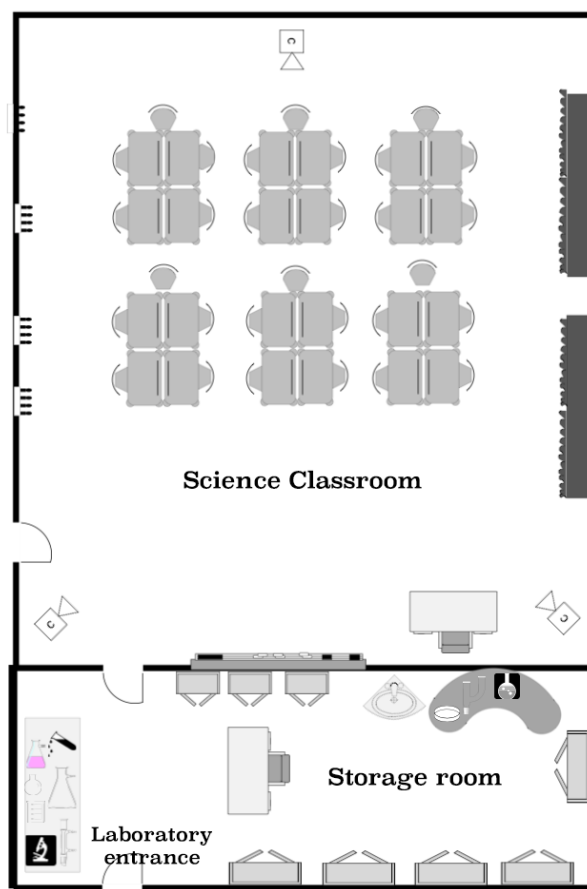 C
Science Classroom
C
C
Storage room
Laboratory
entrance